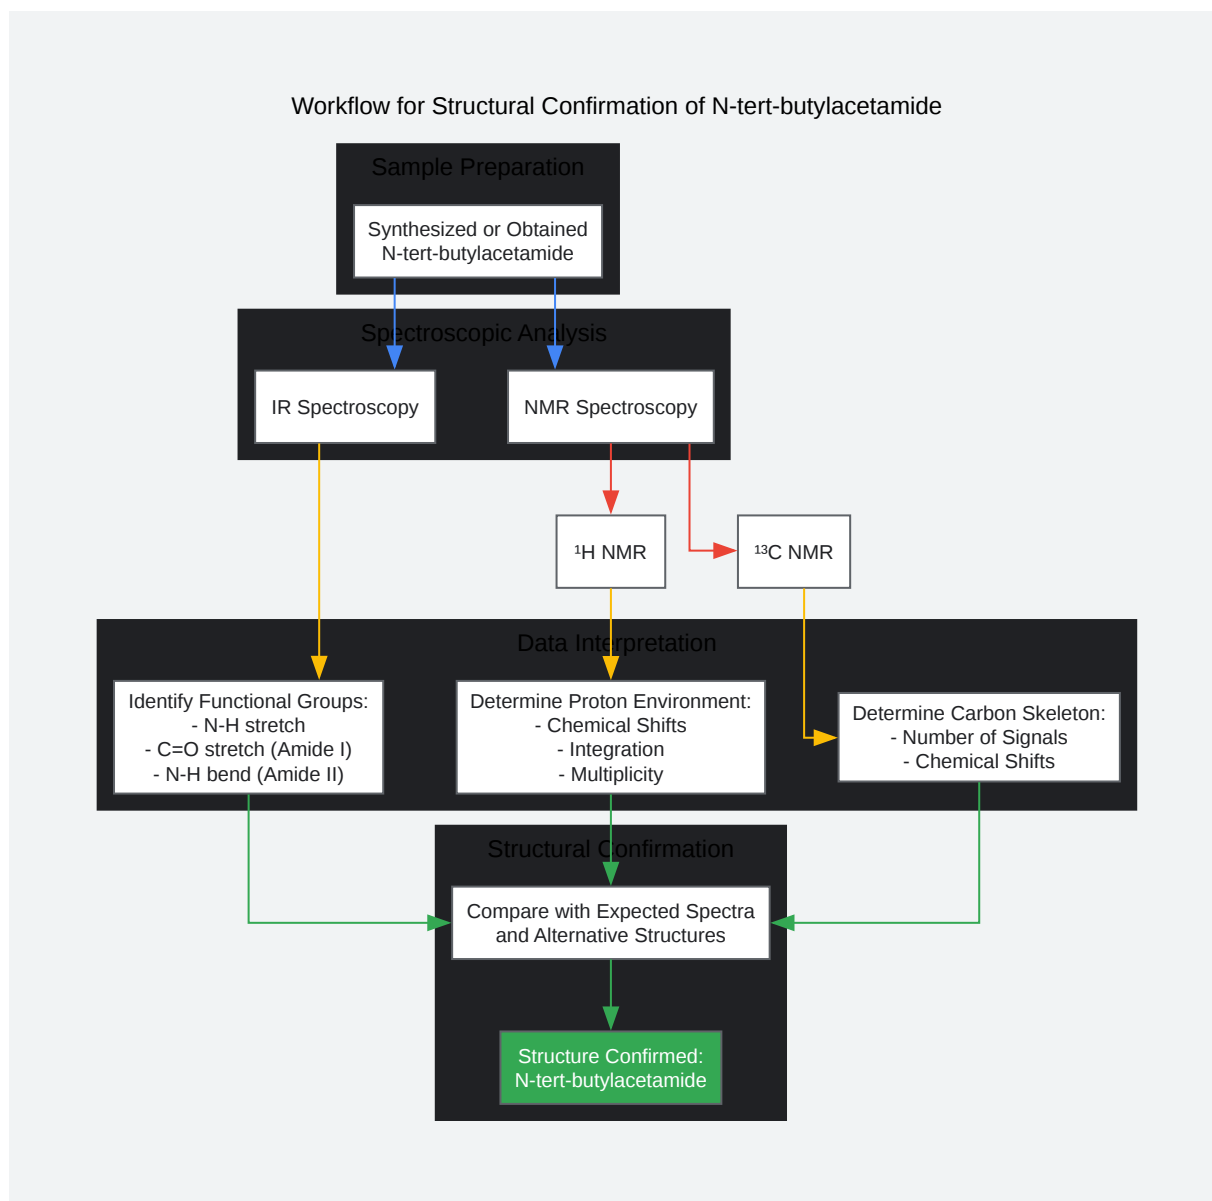 Workflow for Structural Confirmation of N-tert-butylacetamide
Sample Preparation
Synthesized or Obtained
N-tert-butylacetamide
Spectroscopic Analysis
IR Spectroscopy
NMR Spectroscopy
¹H NMR
¹³C NMR
Data Interpretation
Identify Functional Groups:
- N-H stretch
- C=O stretch (Amide I)
- N-H bend (Amide II)
Determine Proton Environment:
- Chemical Shifts
- Integration
- Multiplicity
Determine Carbon Skeleton:
- Number of Signals
- Chemical Shifts
Structural Confirmation
Compare with Expected Spectra
and Alternative Structures
Structure Confirmed:
N-tert-butylacetamide